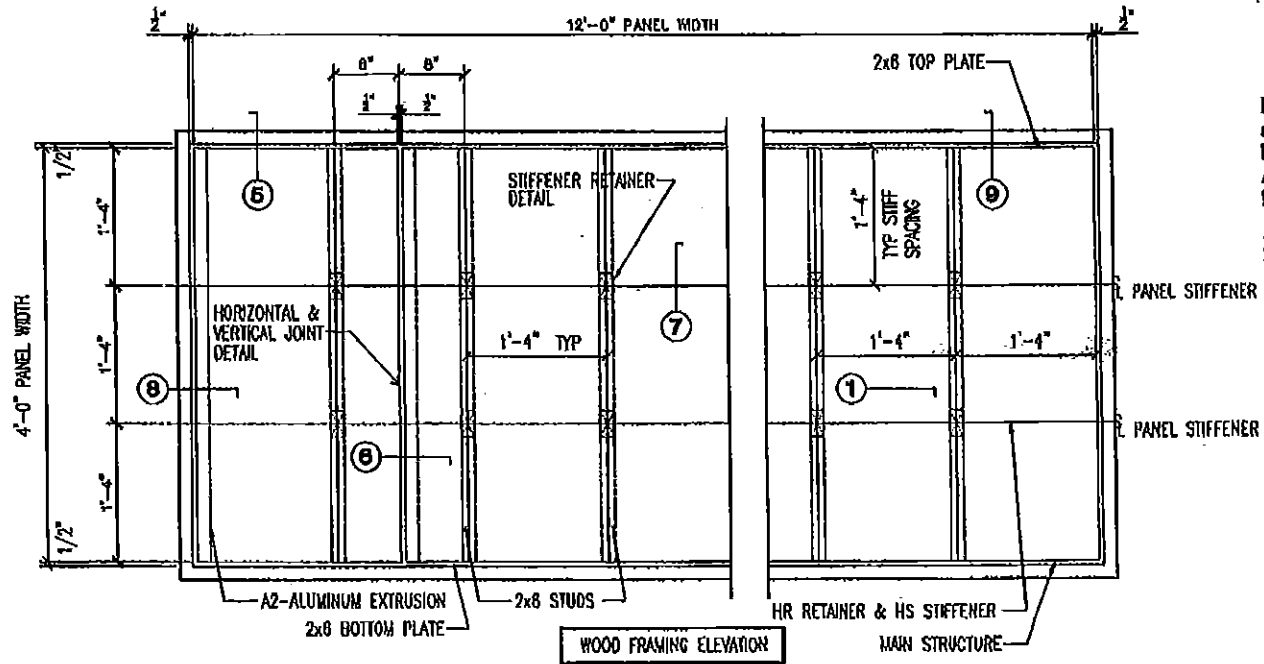 1/2"
12'-0" PANEL WIDTH
1/2"
2x6 TOP PLATE
8"
8"
1/2"
1/2"
1/2"
5
STIFFENER RETAINER
DETAIL
9
1'-4"
1'-4"
TYP STIFF
SPACING
PANEL STIFFENER
4'-0" PANEL WIDTH
HORIZONTAL &
VERTICAL JOINT
DETAIL
7
1'-4"
1'-4" TYP
1'-4"
1'-4"
8
1
PANEL STIFFENER
6
1'-4"
1/2"
A2-ALUMINUM EXTRUSION
2x6 STUDS
HR RETAINER & HS STIFFENER
2x6 BOTTOM PLATE
WOOD FRAMING ELEVATION
MAIN STRUCTURE